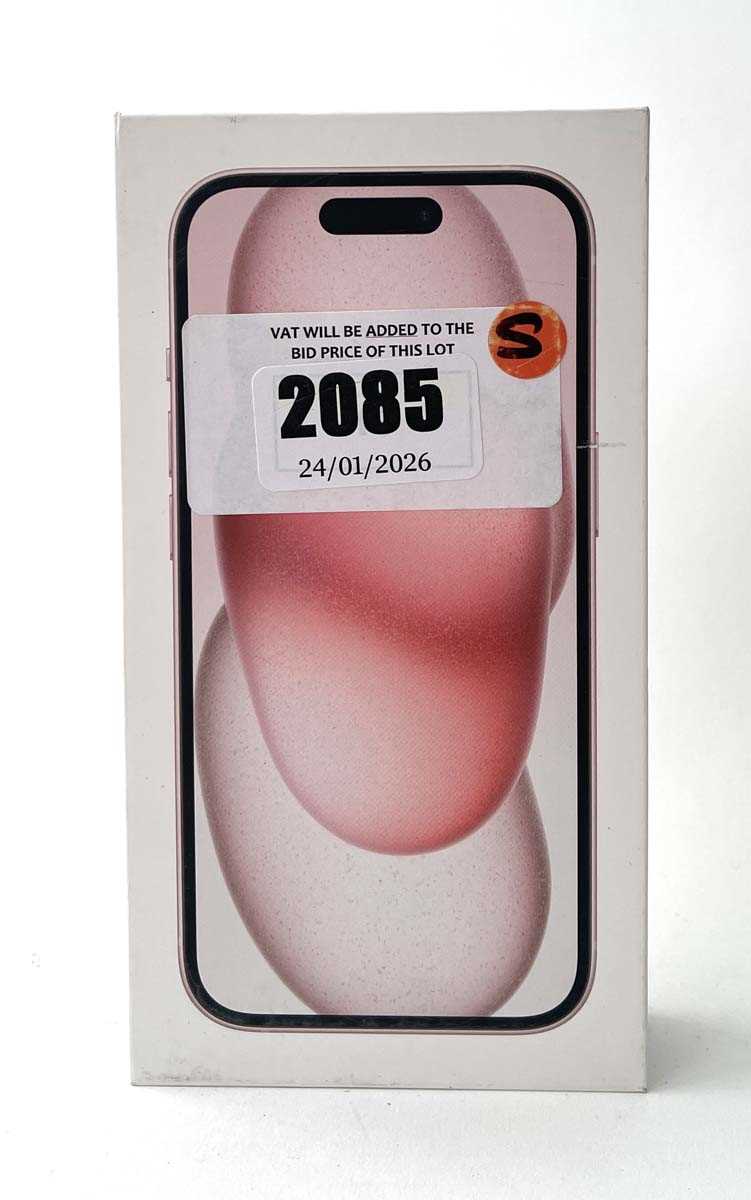 VAT WILL BE ADDED TO THE
BID PRICE OF THIS LOT
S
2085
24/01/2026